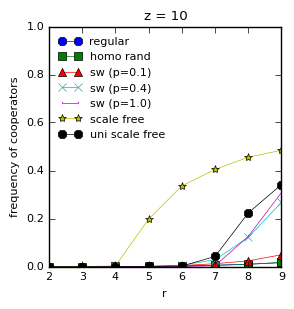 z = 10
1.0
0.8
0.6
0.4
0.2
0.0
frequency of cooperators
regular
homo rand
sw (p=0.1)
sw (p=0.4)
sw (p=1.0)
scale free
uni scale free
2 3 4 5 6 7 8 9
r